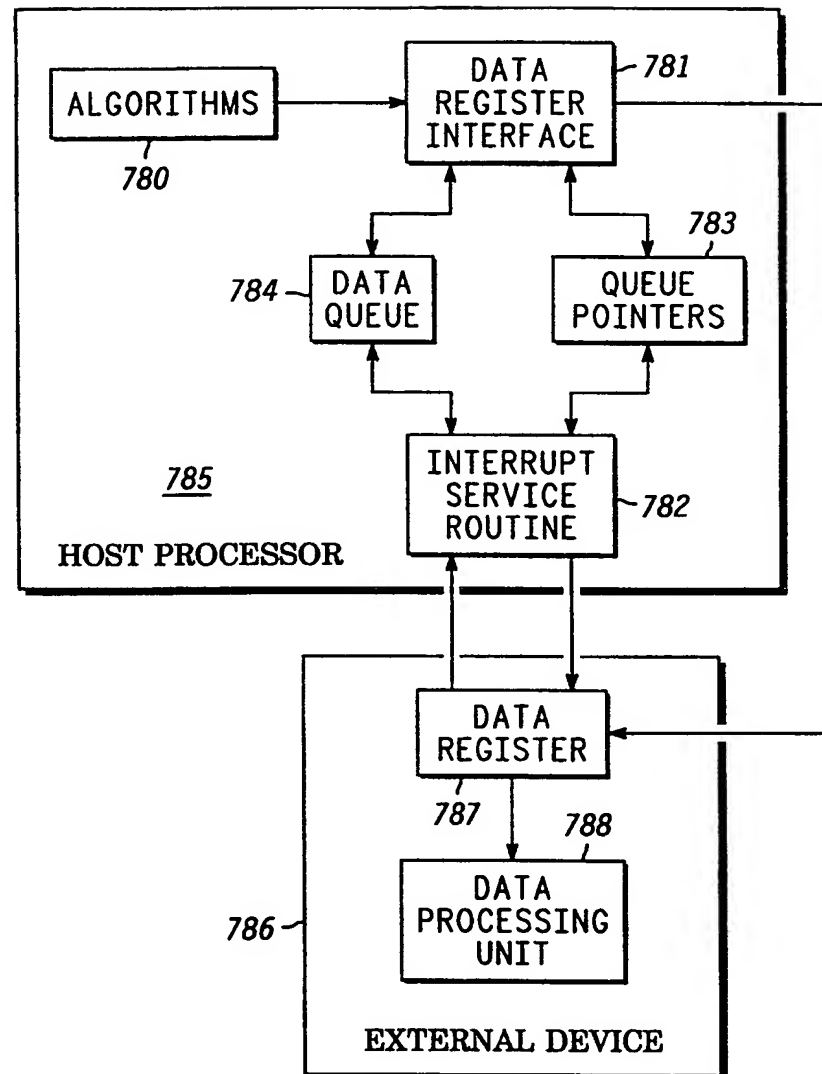 DATA
REGISTER
INTERFACE
781
ALGORITHMS
780
783
784
DATA
QUEUE
QUEUE
POINTERS
785
INTERRUPT
SERVICE
ROUTINE
782
HOST PROCESSOR
DATA
REGISTER
787
788
DATA
PROCESSING
UNIT
786
EXTERNAL DEVICE